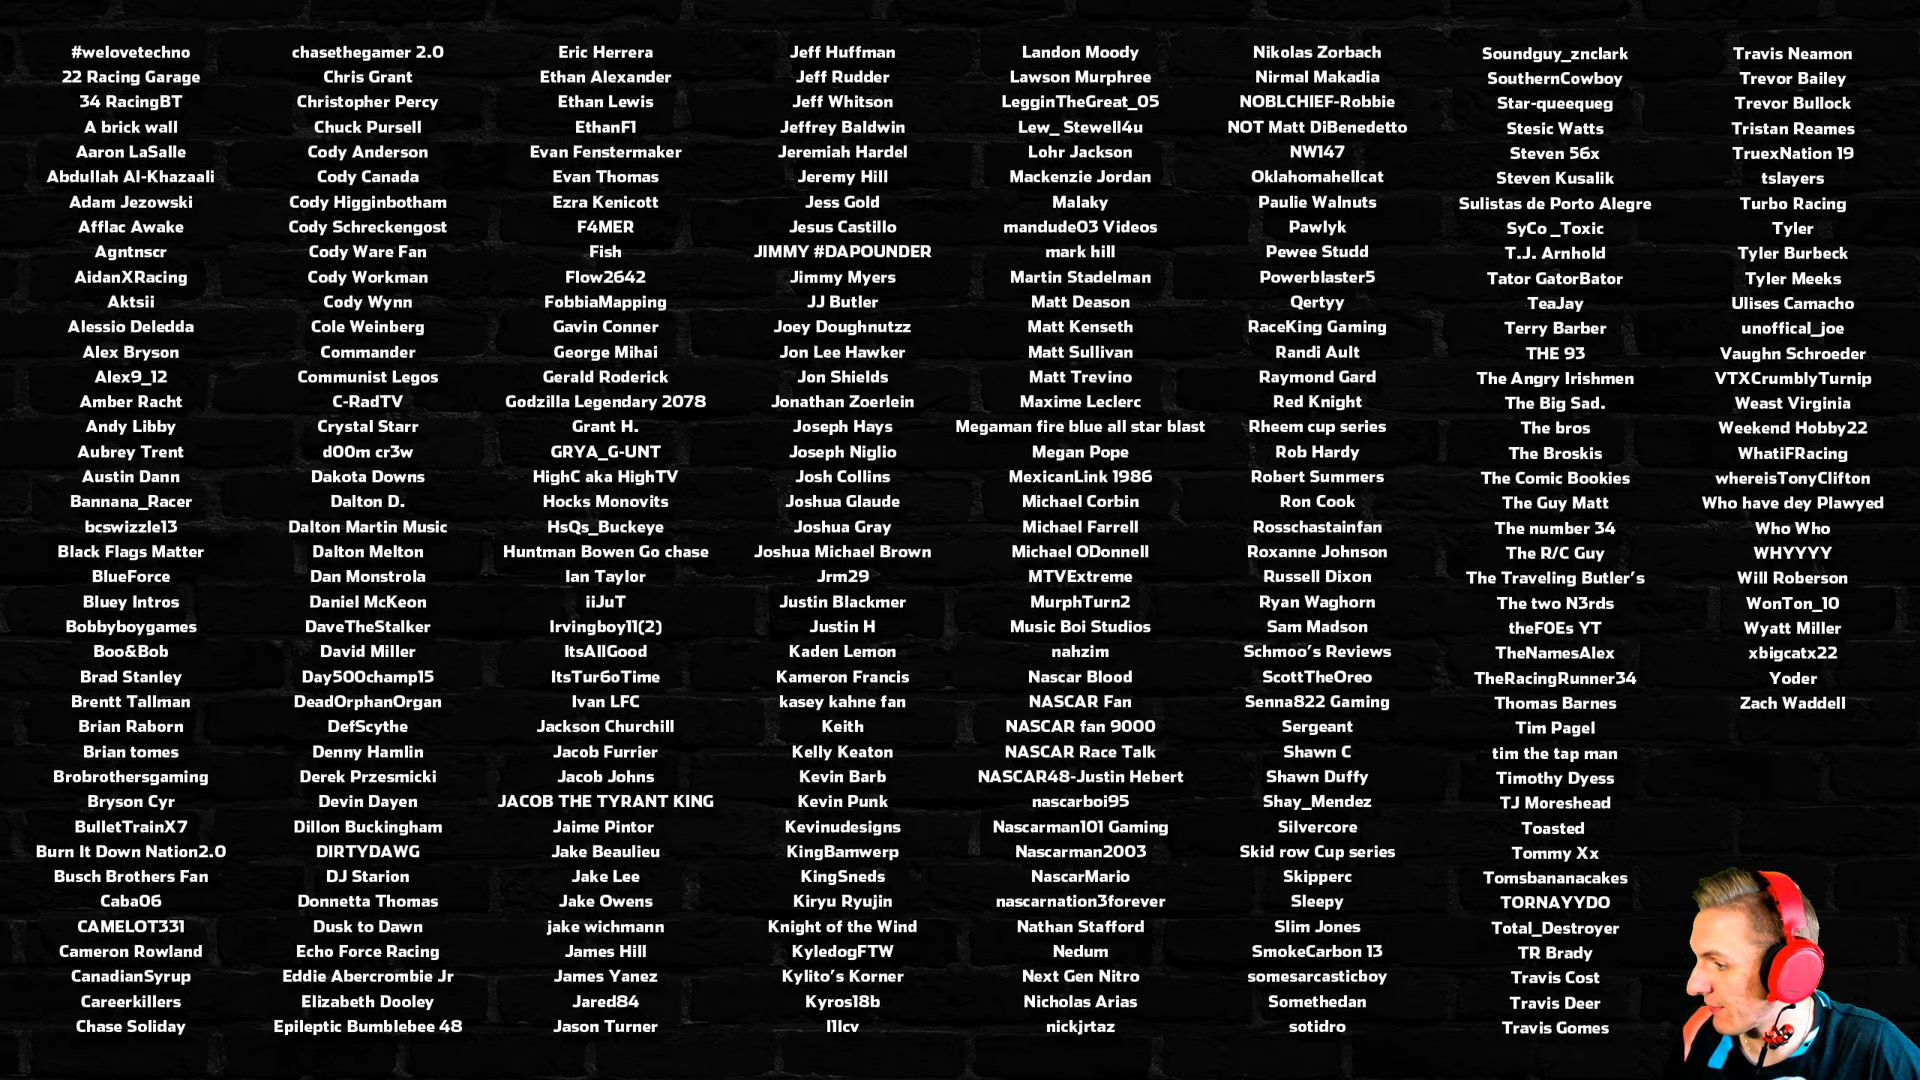 #welovetechno
22 Racing Garage
34 RacingBT
A brick wall
Aaron LaSalle
Abdullah Al-Khazaali
Adam Jezowski
Afflac Awake
Agntnscr
AidanXRacing
Aktsii
Alessio Deledda
Alex Bryson
Alex9_12
Amber Racht
Andy Libby
Aubrey Trent
Austin Dann
Bannana_Racer
bcswizzle13
Black Flags Matter
BlueForce
Bluey Intros
Bobbyboygames
Boo&Bob
Brad Stanley
Brentt Tallman
Brian Raborn
Brian tomes
Brobrothersgaming
Bryson Cyr
BulletTrainX7
Burn It Down Nation2.0
Busch Brothers Fan
Caba06
CAMELOT331
Cameron Rowland
CanadianSyrup
Careerkillers
Chase Soliday
chasethegamer 2.0
Chris Grant
Christopher Percy
Chuck Pursell
Cody Anderson
Cody Canada
Cody Higginbotham
Cody Schreckengost
Cody Ware Fan
Cody Workman
Cody Wynn
Cole Weinberg
Commander
Communist Legos
C-RadTV
Crystal Starr
d00m cr3w
Dakota Downs
Dalton D.
Dalton Martin Music
Dalton Melton
Dan Monstrola
Daniel McKeon
DaveTheStalker
David Miller
Day500champ15
DeadOrphanOrgan
DefScythe
Denny Hamlin
Derek Przesmicki
Devin Dayen
Dillon Buckingham
DIRTYDAWG
DJ Starion
Donnetta Thomas
Dusk to Dawn
Echo Force Racing
Eddie Abercrombie Jr
Elizabeth Dooley
Epileptic Bumblebee 48
Eric Herrera
Ethan Alexander
Ethan Lewis
EthanF1
Evan Fenstermaker
Evan Thomas
Ezra Kenicott
F4MER
Fish
Flow2642
FobbiaMapping
Gavin Conner
George Mihai
Gerald Roderick
Godzilla Legendary 2078
Grant H.
GRYA_G-UNT
HighC aka HighTV
Hocks Monovits
HsQs_Buckeye
Huntman Bowen Go chase
Ian Taylor
iiJuT
Irvingboy11(2)
ItsAllGood
ItsTur6oTime
Ivan LFC
Jackson Churchill
Jacob Furrier
Jacob Johns
JACOB THE TYRANT KING
Jaime Pintor
Jake Beaulieu
Jake Lee
Jake Owens
jake wichmann
James Hill
James Yanez
Jared84
Jason Turner
Jeff Huffman
Jeff Rudder
Jeff Whitson
Jeffrey Baldwin
Jeremiah Hardel
Jeremy Hill
Jess Gold
Jesus Castillo
JIMMY #DAPOUNDER
Jimmy Myers
JJ Butler
Joey Doughnutzz
Jon Lee Hawker
Jon Shields
Jonathan Zoerlein
Joseph Hays
Joseph Niglio
Josh Collins
Joshua Glaude
Joshua Gray
Joshua Michael Brown
Jrm29
Justin Blackmer
Justin H
Kaden Lemon
Kameron Francis
kasey kahne fan
Keith
Kelly Keaton
Kevin Barb
Kevin Punk
Kevinudesigns
KingBamwerp
KingSneds
Kiryu Ryujin
Knight of the Wind
KyledogFTW
Kylito's Korner
Kyros18b
l1lcv
Landon Moody
Lawson Murphree
LegginTheGreat_05
Lew_ Stewell4u
Lohr Jackson
Mackenzie Jordan
Malaky
mandude03 Videos
mark hill
Martin Stadelman
Matt Deason
Matt Kenseth
Matt Sullivan
Matt Trevino
Maxime Leclerc
Megaman fire blue all star blast
Megan Pope
MexicanLink 1986
Michael Corbin
Michael Farrell
Michael ODonnell
MTVExtreme
MurphTurn2
Music Boi Studios
nahzim
Nascar Blood
NASCAR Fan
NASCAR fan 9000
NASCAR Race Talk
NASCAR48-Justin Hebert
nascarboi95
Nascarman101 Gaming
Nascarman2003
NascarMario
nascarnation3forever
Nathan Stafford
Nedum
Next Gen Nitro
Nicholas Arias
nickjrtaz
Nikolas Zorbach
Nirmal Makadia
NOBLCHIEF-Robbie
NOT Matt DiBenedetto
NW147
Oklahomahellcat
Paulie Walnuts
Pawlyk
Pewee Studd
Powerblaster5
Qertyy
RaceKing Gaming
Randi Ault
Raymond Gard
Red Knight
Rheem cup series
Rob Hardy
Robert Summers
Ron Cook
Rosschastainfan
Roxanne Johnson
Russell Dixon
Ryan Waghorn
Sam Madson
Schmoo's Reviews
ScottTheOreo
Senna822 Gaming
Sergeant
Shawn C
Shawn Duffy
Shay_Mendez
Silvercore
Skid row Cup series
Skipperc
Sleepy
Slim Jones
SmokeCarbon 13
somesarcasticboy
Somethedan
sotidro
Soundguy_znclark
SouthernCowboy
Star-queequeg
Stesic Watts
Steven 56x
Steven Kusalik
Sulistas de Porto Alegre
SyCo _Toxic
T.J. Arnhold
Tator GatorBator
TeaJay
Terry Barber
THE 93
The Angry Irishmen
The Big Sad.
The bros
The Broskis
The Comic Bookies
The Guy Matt
The number 34
The R/C Guy
The Traveling Butler's
The two N3rds
theF0Es YT
TheNamesAlex
TheRacingRunner34
Thomas Barnes
Tim Pagel
tim the tap man
Timothy Dyess
TJ Moreshead
Toasted
Tommy Xx
Tomsbananacakes
TORNAYYDO
Total_Destroyer
TR Brady
Travis Cost
Travis Deer
Travis Gomes
Travis Neamon
Trevor Bailey
Trevor Bullock
Tristan Reames
TruexNation 19
tslayers
Turbo Racing
Tyler
Tyler Burbeck
Tyler Meeks
Ulises Camacho
unoffical_joe
Vaughn Schroeder
VTXCrumblyTurnip
Weast Virginia
Weekend Hobby22
WhatiFRacing
whereisTonyClifton
Who have dey Plawyed
Who Who
WHYYYY
Will Roberson
WonTon_10
Wyatt Miller
xbigcatx22
Yoder
Zach Waddell